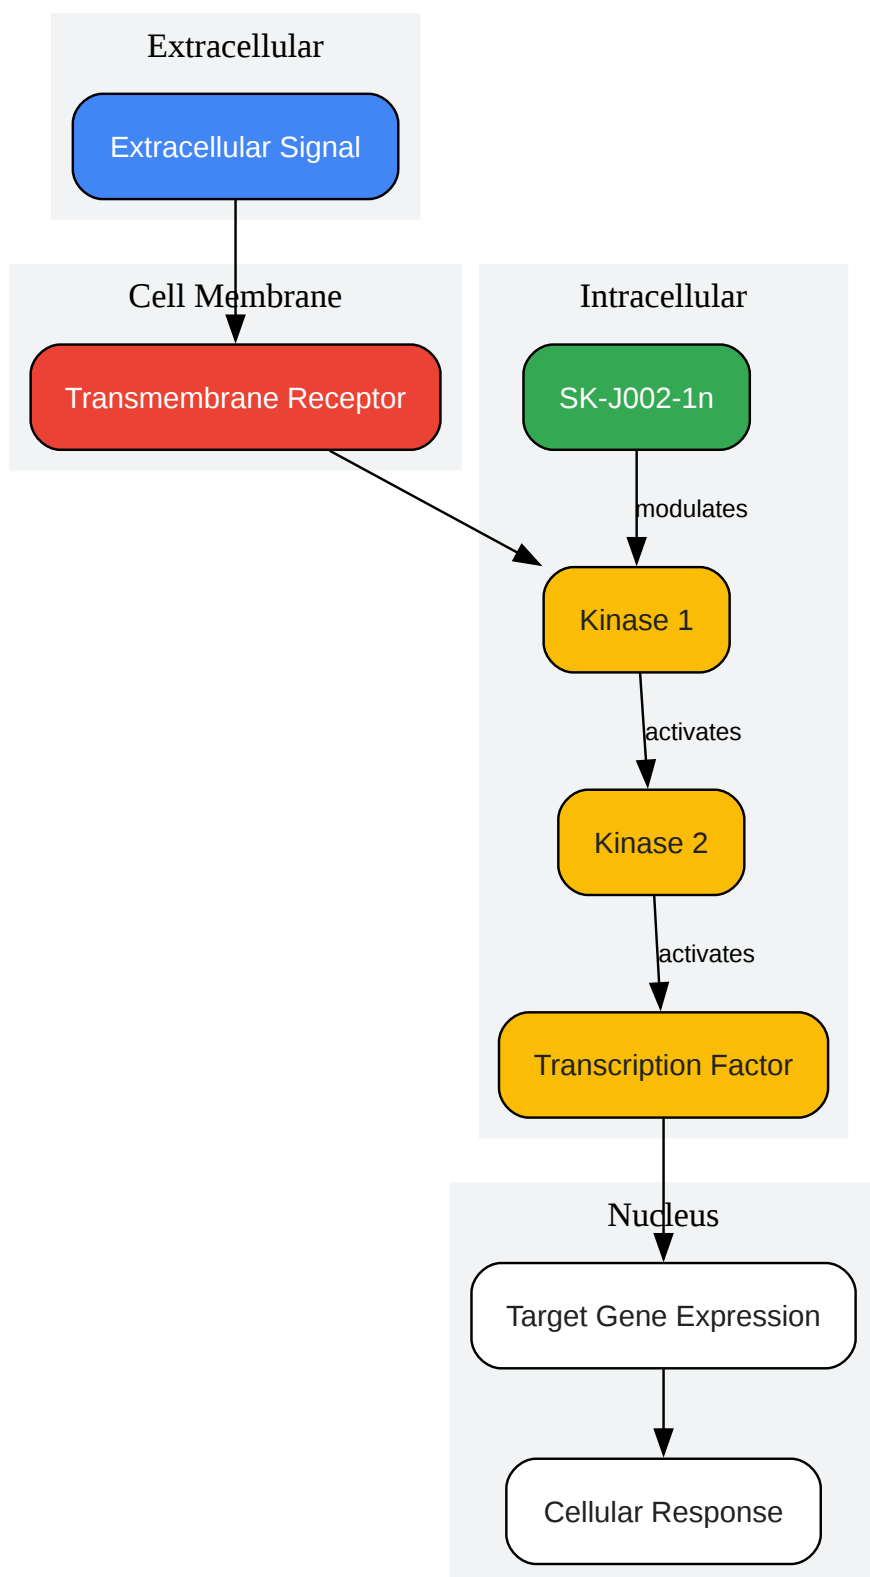 Extracellular
Extracellular Signal
Cell Membrane
Transmembrane Receptor
Intracellular
SK-J002-1n
modulates
Kinase 1
activates
Kinase 2
activates
Transcription Factor
Nucleus
Target Gene Expression
Cellular Response